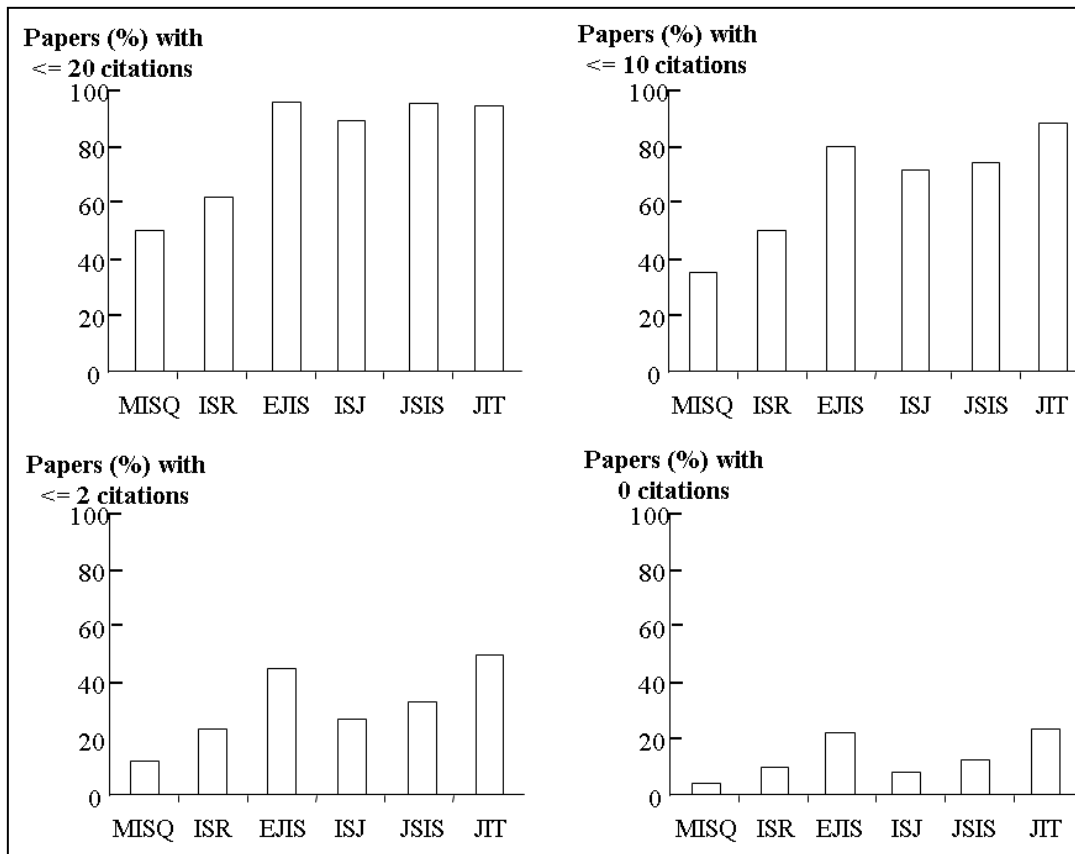 Papers (%) with
<= 20 citations
100
80
60
40
20
0
MISQ ISR EJIS ISJ JSIS JIT
Papers (%) with
<= 10 citations
100
80
60
40
20
0
MISQ ISR EJIS ISJ JSIS JIT
Papers (%) with
<= 2 citations
100
80
60
40
20
0
MISQ ISR EJIS ISJ JSIS JIT
Papers (%) with
0 citations
100
80
60
40
20
0
MISQ ISR EJIS ISJ JSIS JIT